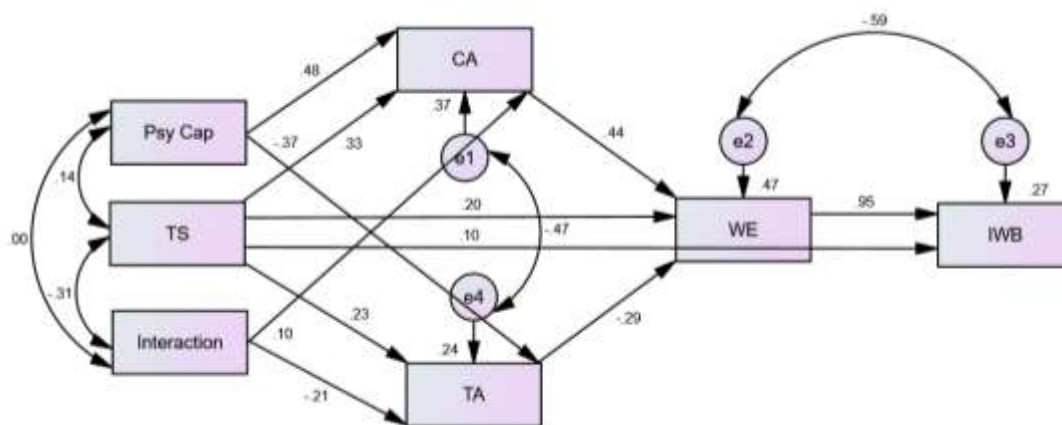 -.59
CA
.48
.37
Psy Cap
-.37
.33
e1
.44
e2
e3
.14
.47
.27
.20
.95
TS
WE
IWB
.00
.10
-.47
-.31
e4
.23
Interaction
.10
-.29
.24
-.21
TA